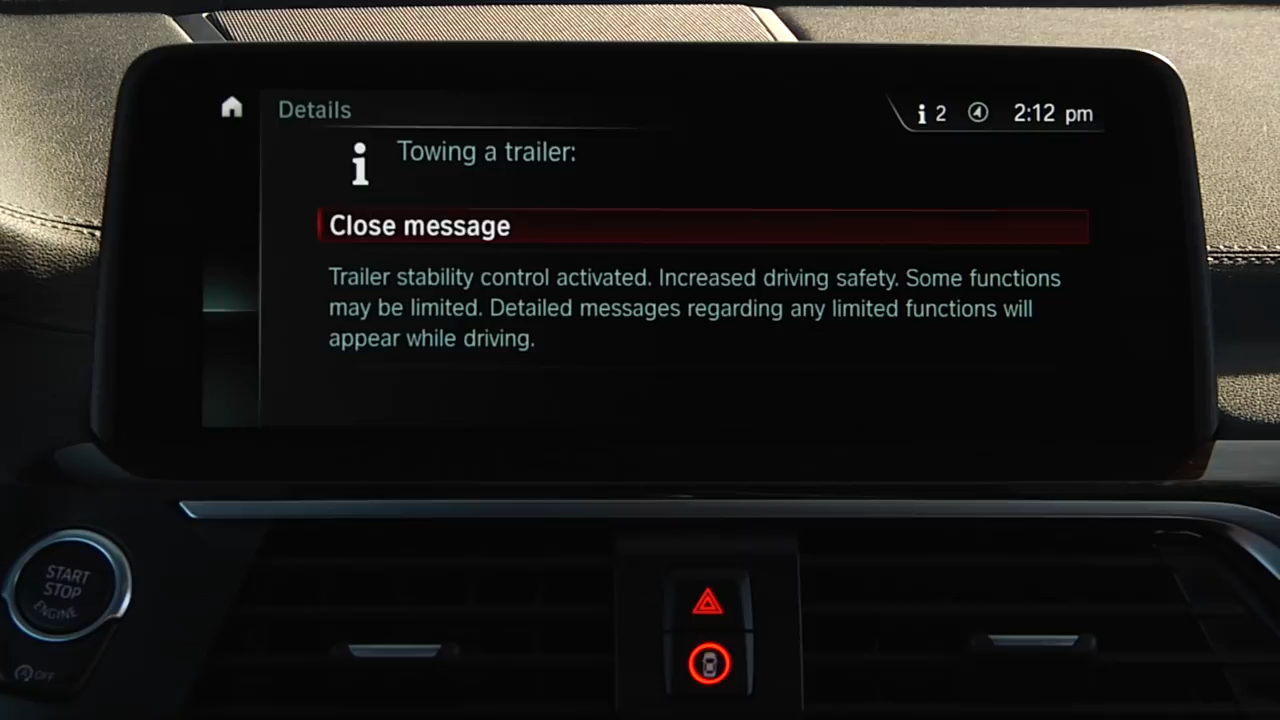 Details
i 2 2:12 pm
Towing a trailer:
Close message
Trailer stability control activated. Increased driving safety. Some functions
may be limited. Detailed messages regarding any limited functions will
appear while driving.
START
STOP
ENGINE
OFF